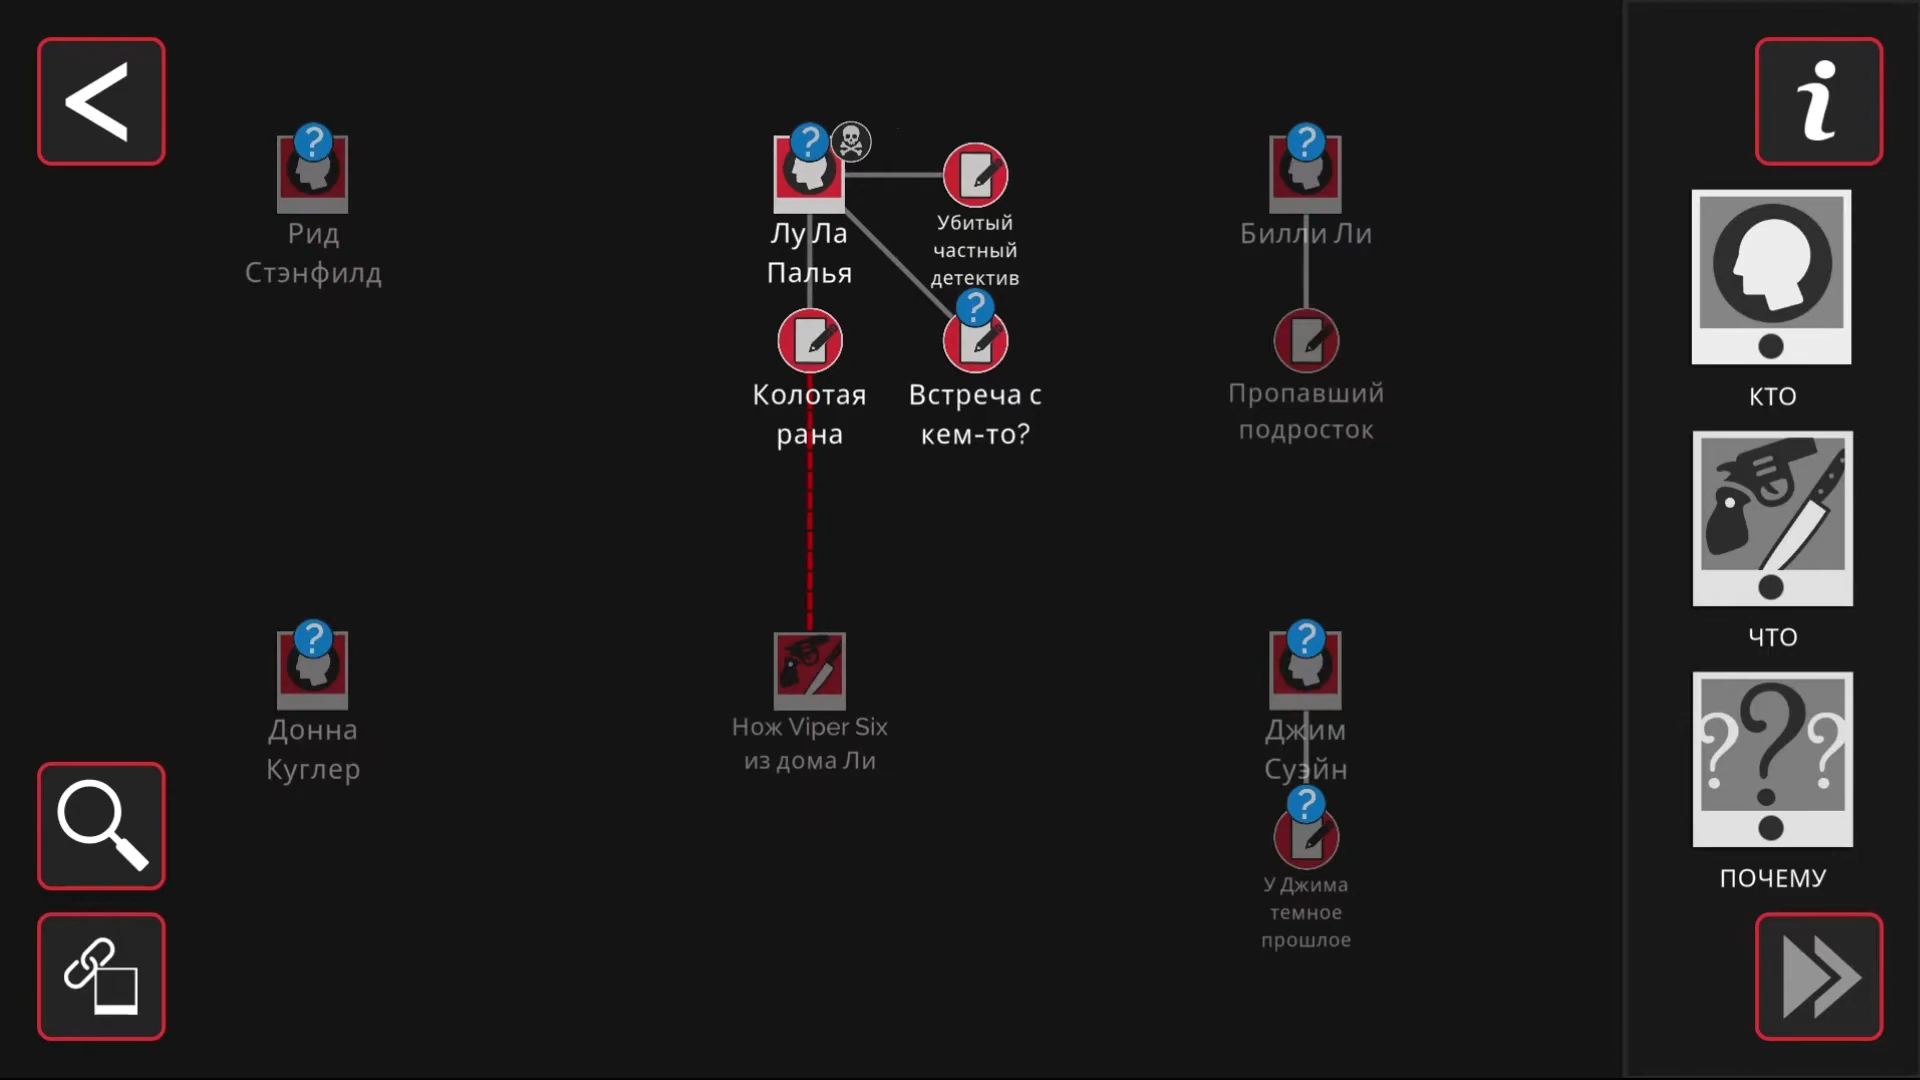 Рид
Стэнфилд
Лу Ла
Палья
Убитый
частный
детектив
Билли Ли
Колотая
рана
Встреча с
кем-то?
Пропавший
подросток
Донна
Куглер
Нож Viper Six
из дома Ли
Джим
Суэйн
У Джима
темное
прошлое
КТО
ЧТО
ПОЧЕМУ